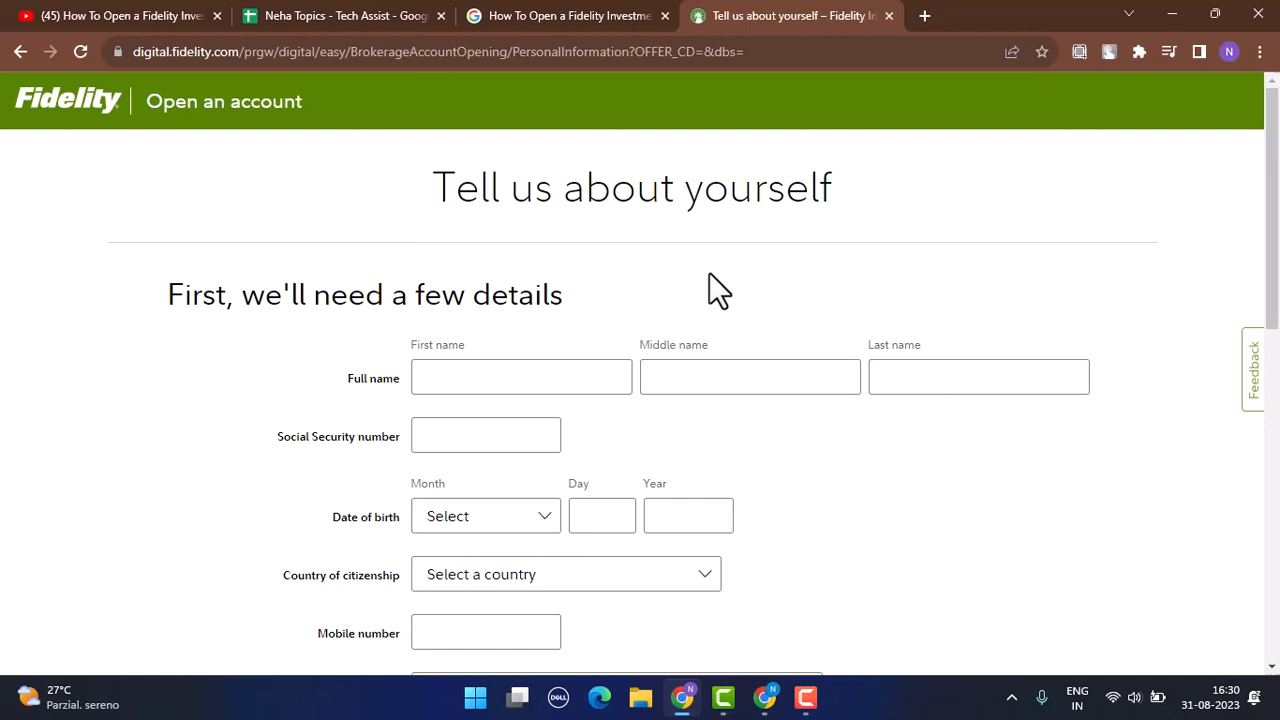 (45) How To Open a Fidelity Inves
Neha Topics - Tech Assist - Goog
How To Open a Fidelity Investme
Tell us about yourself – Fidelity In
digital.fidelity.com/prgw/digital/easy/BrokerageAccountOpening/PersonalInformation?OFFER_CD=&dbs=
N
Fidelity
Open an account
Tell us about yourself
First, we'll need a few details
First name Middle name Last name
Full name
Social Security number
Month Day Year
Date of birth Select
Country of citizenship Select a country
Mobile number
Feedback
27°C
Parzial. sereno
DELL
N
N
ENG
IN
16:30
31-08-2023